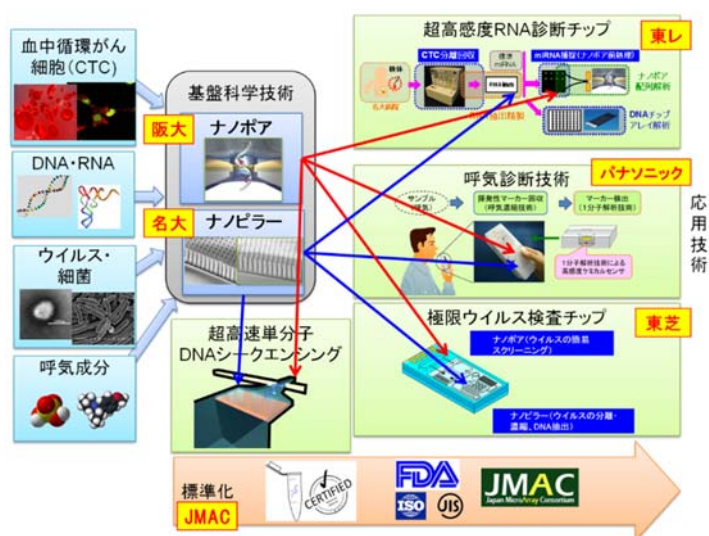 血中循環がん
細胞(CTC)
DNA・RNA
ウイルス・
細菌
呼気成分
基盤科学技術
阪大
ナノポア
名大
ナノピラー
超高速単分子
DNAシークエンシング
超高感度RNA診断チップ
東レ
検体
名大病院
CTC分離回収
miRNA捕捉(ナノポア前処理)
ナノポア
配列解析
DNAチップ
アレイ解析
呼気診断技術
パナソニック
サンプル
(呼気)
揮発性マーカー回収
(呼気濃縮技術)
マーカー検出
(1分子解析技術)
1分子解析技術による
高感度ケミカルセンサ
極限ウイルス検査チップ
東芝
ナノポア(ウイルスの簡易
スクリーニング)
ナノピラー(ウイルスの分離・
濃縮、DNA抽出)
応用技術
標準化
JMAC
CERTIFIED
FDA
ISO
JIS
JMAC
Japan MicroArray Consortium